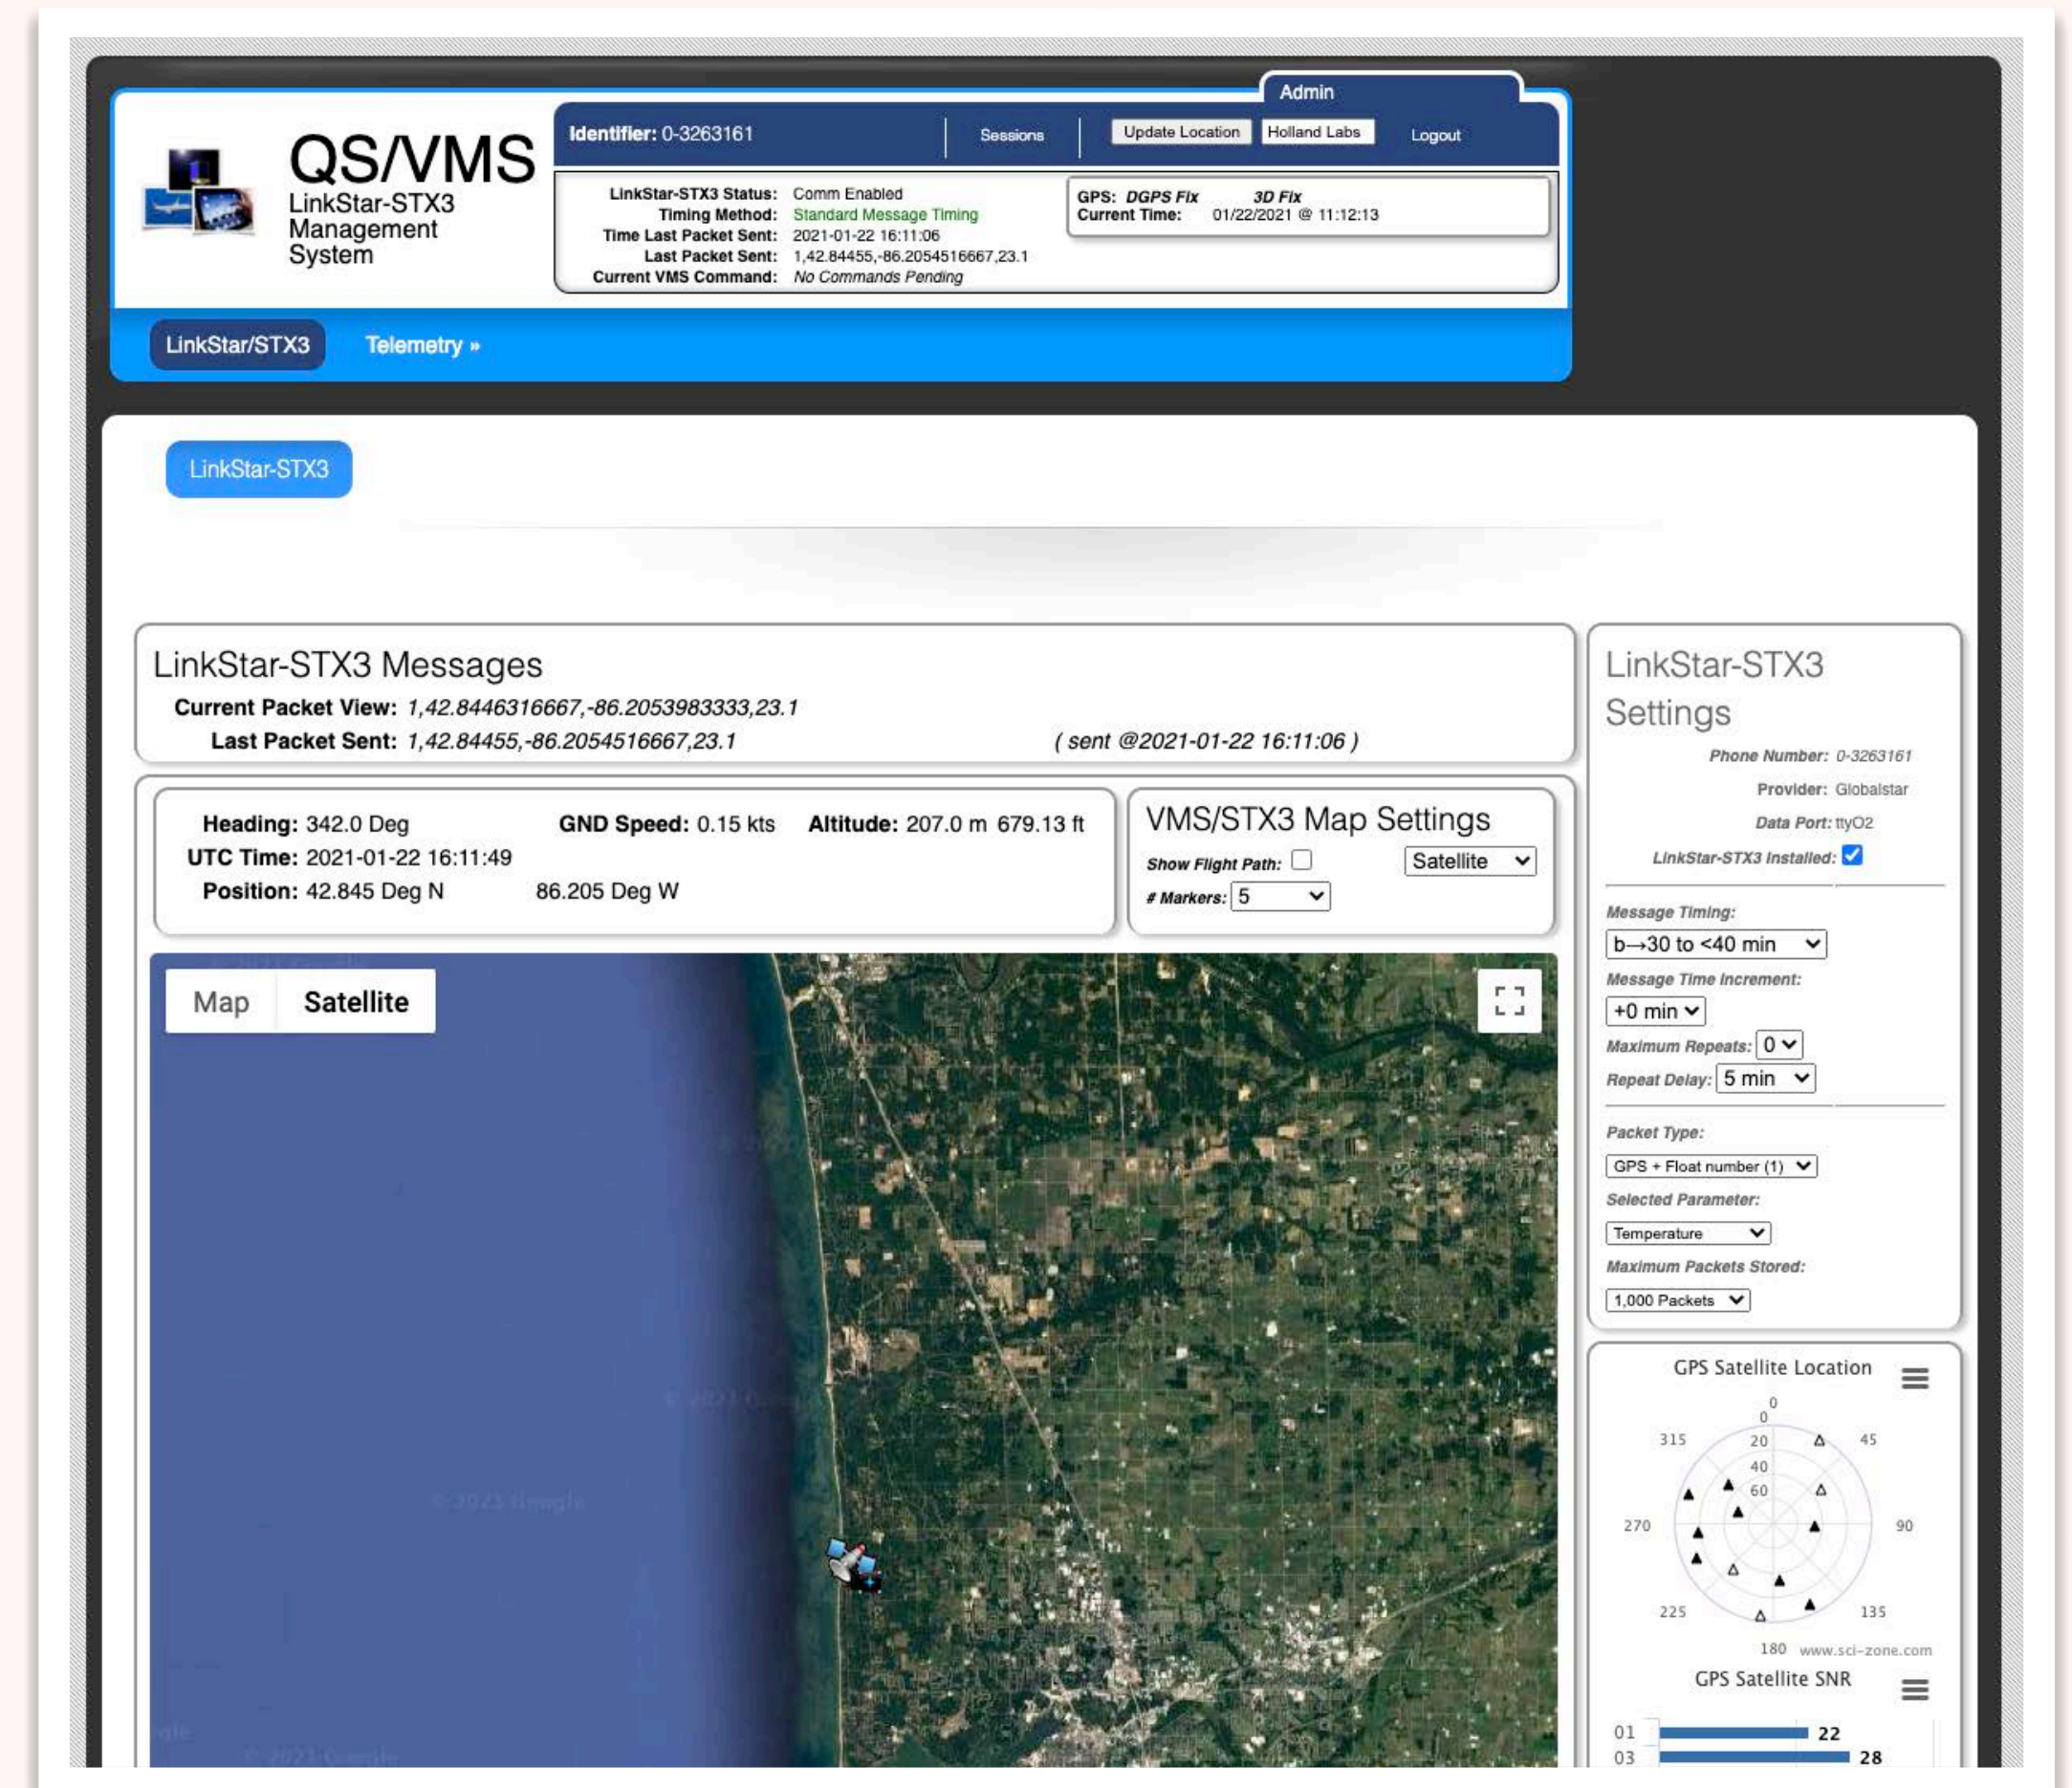 Admin
QS/VMS
LinkStar-STX3
Management
System
Identifier: 0-3263161
Sessions
Update Location
Holland Labs
Logout
LinkStar-STX3 Status: Comm Enabled
Timing Method: Standard Message Timing
Time Last Packet Sent: 2021-01-22 16:11:06
Last Packet Sent: 1,42.84455,-86.2054516667,23.1
Current VMS Command: No Commands Pending
GPS: DGPS Fix 3D Fix
Current Time: 01/22/2021 @ 11:12:13
LinkStar/STX3
Telemetry »
LinkStar-STX3
LinkStar-STX3 Messages
Current Packet View: 1,42.8446316667,-86.2053983333,23.1
Last Packet Sent: 1,42.84455,-86.2054516667,23.1 ( sent @2021-01-22 16:11:06 )
Heading: 342.0 Deg GND Speed: 0.15 kts Altitude: 207.0 m 679.13 ft
UTC Time: 2021-01-22 16:11:49
Position: 42.845 Deg N 86.205 Deg W
VMS/STX3 Map Settings
Show Flight Path:
Satellite
# Markers: 5
Map
Satellite
© 2021 Google
LinkStar-STX3
Settings
Phone Number: 0-3263161
Provider: Globalstar
Data Port: ttyO2
LinkStar-STX3 Installed:
Message Timing:
b→30 to <40 min
Message Time Increment:
+0 min
Maximum Repeats: 0
Repeat Delay: 5 min
Packet Type:
GPS + Float number (1)
Selected Parameter:
Temperature
Maximum Packets Stored:
1,000 Packets
GPS Satellite Location
0
0
315 20 45
40
60
270 90
225 135
180 www.sci-zone.com
GPS Satellite SNR
01 22
03 28